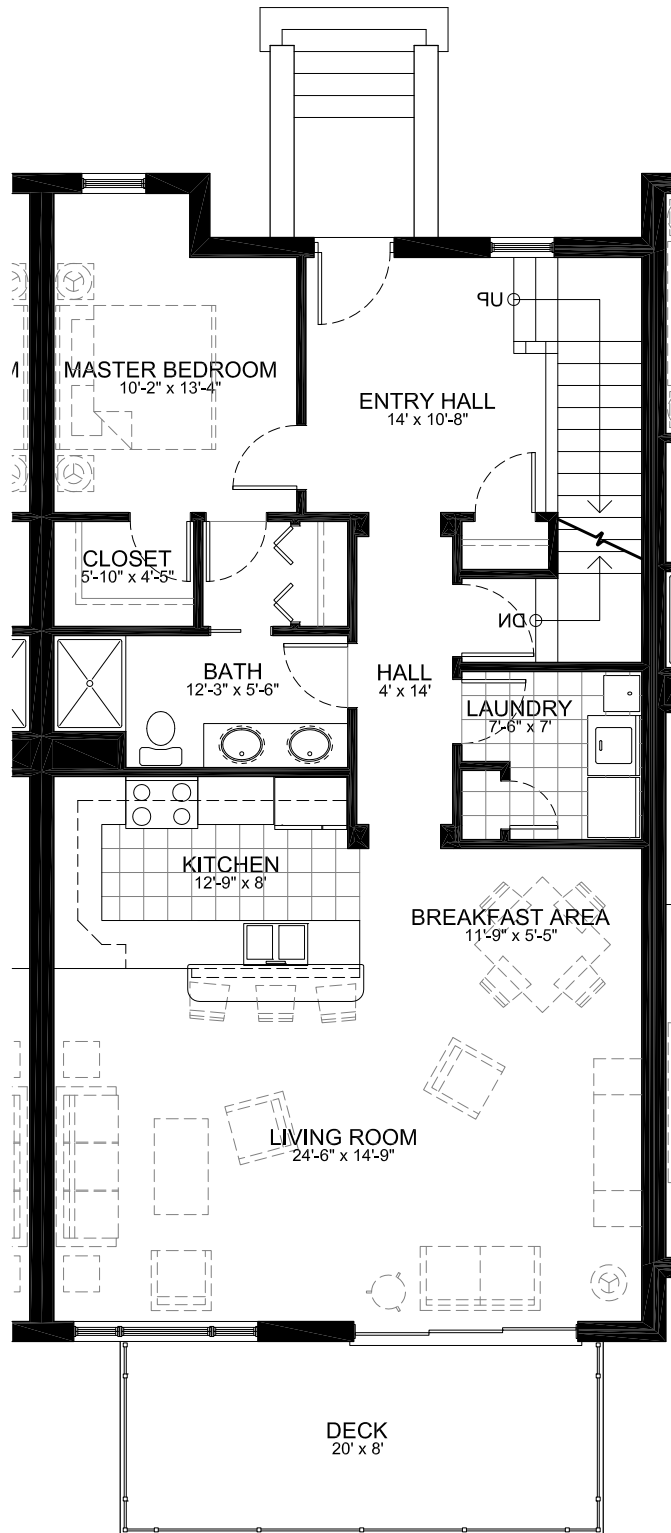 UP
MASTER BEDROOM
10'-2" x 13'-4"
ENTRY HALL
14' x 10'-8"
CLOSET
5'-10" x 4'-5"
DN
BATH
12'-3" x 5'-6"
HALL
4' x 14'
LAUNDRY
7'-6" x 7'
KITCHEN
12'-9" x 8'
BREAKFAST AREA
11'-9" x 5'-5"
LIVING ROOM
24'-6" x 14'-9"
DECK
20' x 8'